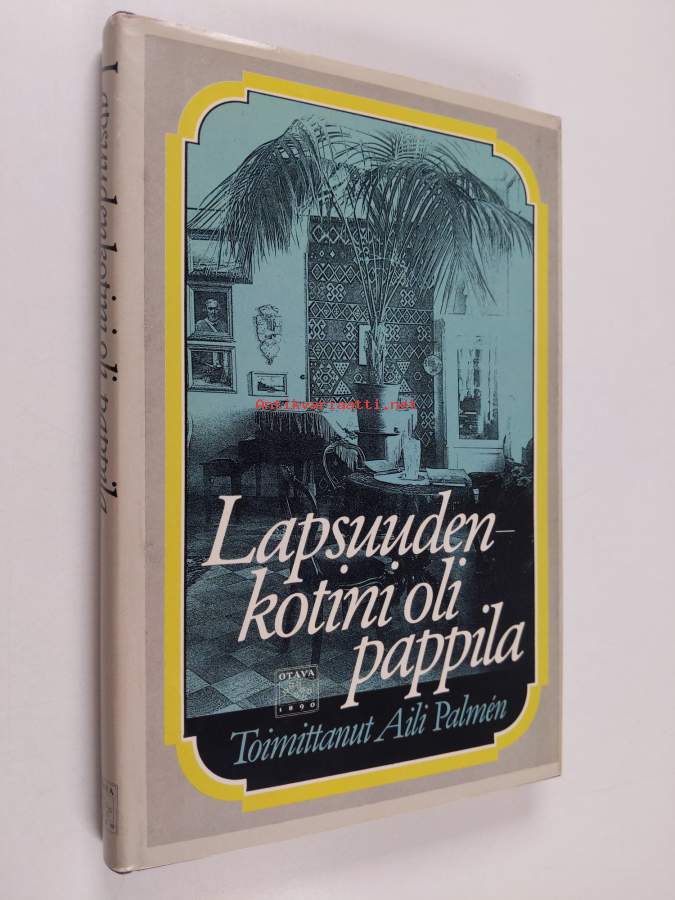 Lapsuudenkotini oli pappila
Antikvariaatti.net
Lapsuuden-
kotini oli
pappila
OTAVA
1890
Toimittanut Aili Palmén